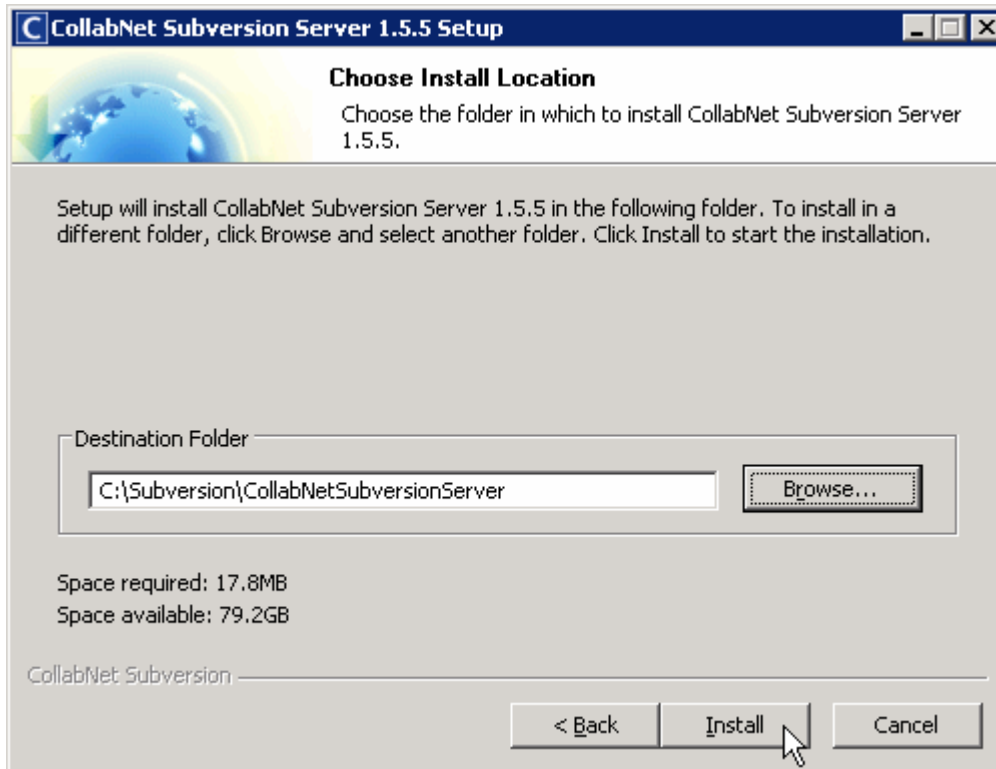 CollabNet Subversion Server 1.5.5 Setup
Choose Install Location
Choose the folder in which to install CollabNet Subversion Server
1.5.5.
Setup will install CollabNet Subversion Server 1.5.5 in the following folder. To install in a
different folder, click Browse and select another folder. Click Install to start the installation.
Destination Folder
C:\Subversion\CollabNetSubversionServer
Browse...
Space required: 17.8MB
Space available: 79.2GB
CollabNet Subversion
< Back
Install
Cancel